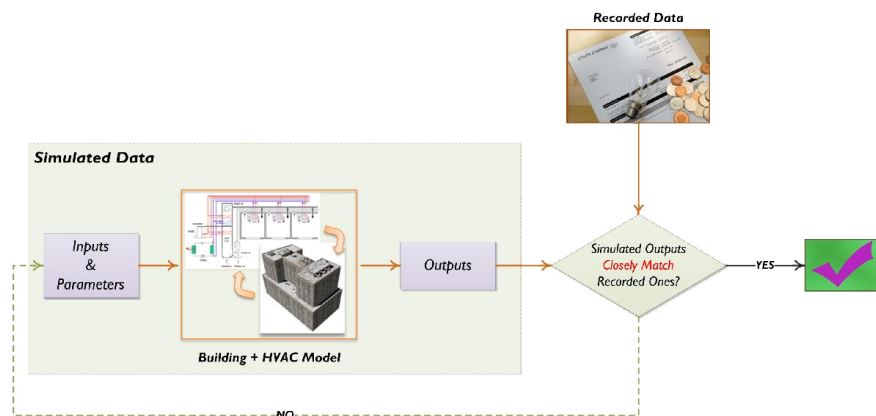 Recorded Data
Simulated Data
Inputs
&
Parameters
Building + HVAC Model
Outputs
Simulated Outputs
Closely Match
Recorded Ones?
YES
NO